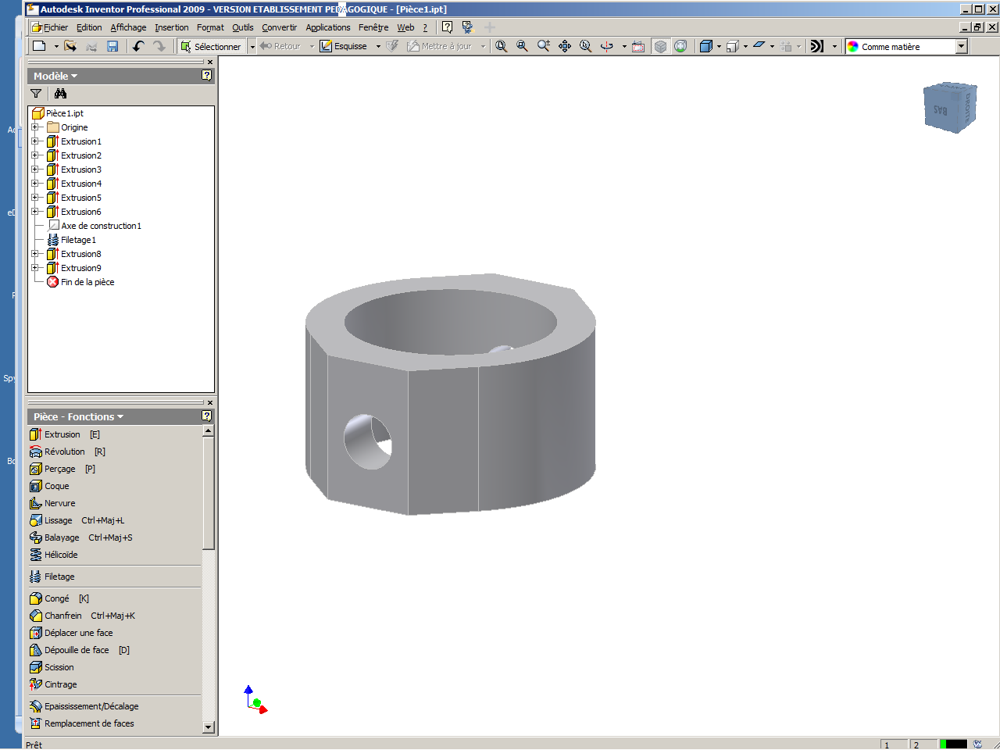 Autodesk Inventor Professional 2009 - VERSION ETABLISSEMENT PEDAGOGIQUE - [Pièce1.ipt]
Fichier Edition Affichage Insertion Format Outils Convertir Applications Fenêtre Web ?
Sélectionner Retour Esquisse Mettre à jour Comme matière
Modèle
Pièce1.ipt
Origine
Extrusion1
Extrusion2
Extrusion3
Extrusion4
Extrusion5
Extrusion6
Axe de construction1
Filetage1
Extrusion8
Extrusion9
Fin de la pièce
Pièce - Fonctions
Extrusion [E]
Révolution [R]
Perçage [P]
Coque
Nervure
Lissage Ctrl+Maj+L
Balayage Ctrl+Maj+S
Hélicoïde
Filetage
Congé [K]
Chanfrein Ctrl+Maj+K
Déplacer une face
Dépouille de face [D]
Scission
Cintrage
Epaississement/Décalage
Remplacement de faces
BAS
DROITE
Prêt
1 2